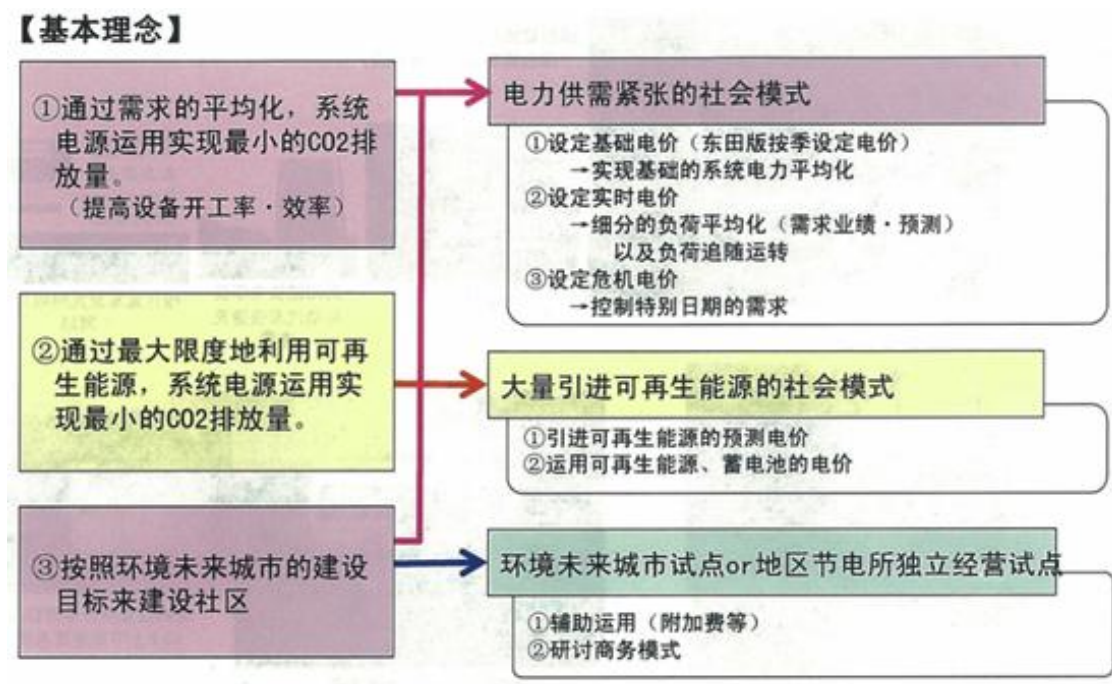 【基本理念】
①通过需求的平均化，系统
电源运用实现最小的CO2排
放量。
（提高设备开工率·效率）
电力供需紧张的社会模式
①设定基础电价（东田版按季设定电价）
→实现基础的系统电力平均化
②设定实时电价
→细分的负荷平均化（需求业绩·预测）
以及负荷追随运转
③设定危机电价
→控制特别日期的需求
②通过最大限度地利用可再
生能源，系统电源运用实
现最小的CO2排放量。
大量引进可再生能源的社会模式
①引进可再生能源的预测电价
②运用可再生能源、蓄电池的电价
③按照环境未来城市的建设
目标来建设社区
环境未来城市试点or地区节电所独立经营试点
①辅助运用（附加费等）
②研讨商务模式